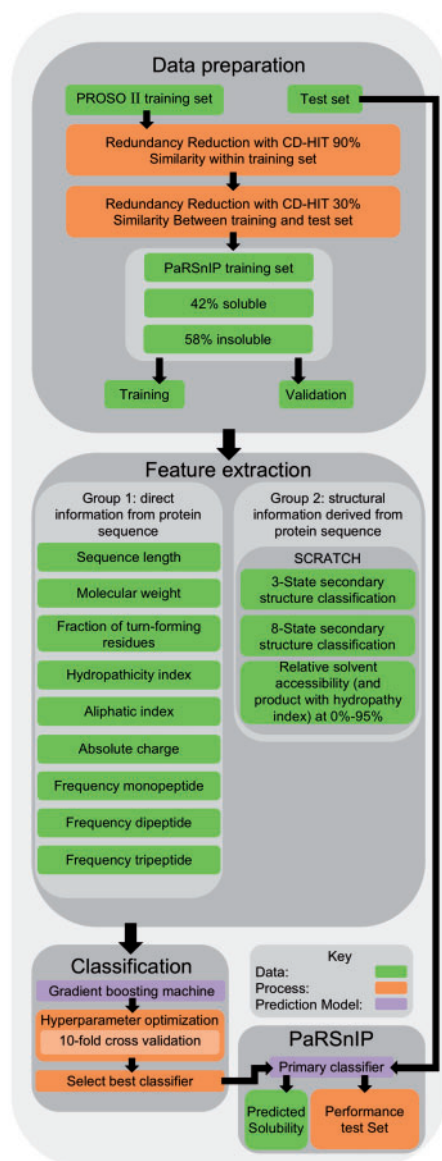 Data preparation
PROSO II training set
Test set
Redundancy Reduction with CD-HIT 90%
Similarity within training set
Redundancy Reduction with CD-HIT 30%
Similarity Between training and test set
PaRSnIP training set
42% soluble
58% insoluble
Training
Validation
Feature extraction
Group 1: direct
information from protein
sequence
Sequence length
Molecular weight
Fraction of turn-forming
residues
Hydropathicity index
Aliphatic index
Absolute charge
Frequency monopeptide
Frequency dipeptide
Frequency tripeptide
Group 2: structural
information derived from
protein sequence
SCRATCH
3-State secondary
structure classification
8-State secondary
structure classification
Relative solvent
accessibility (and
product with hydropathy
index) at 0%-95%
Classification
Gradient boosting machine
Hyperparameter optimization
10-fold cross validation
Select best classifier
Key
Data:
Process:
Prediction Model:
PaRSnIP
Primary classifier
Predicted
Solubility
Performance
test Set